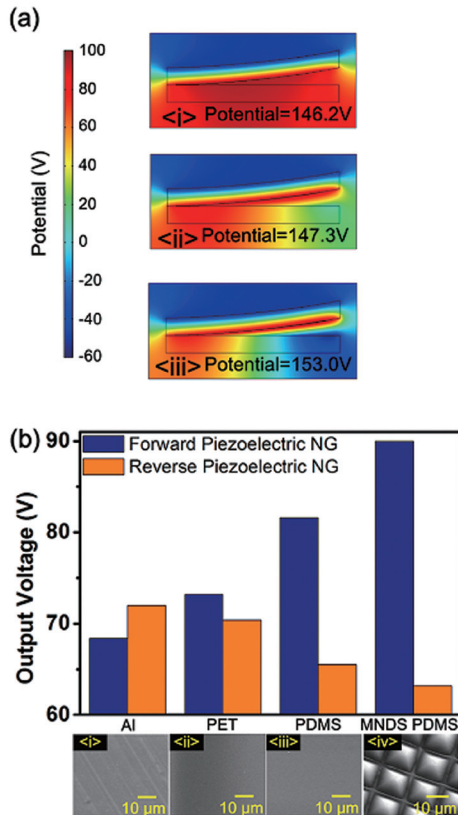 (a)
Potential (V)
100
80
60
40
20
0
-20
-40
-60
<i> Potential=146.2V
<ii> Potential=147.3V
<iii> Potential=153.0V
(b)
Output Voltage (V)
90
80
70
60
Forward Piezoelectric NG
Reverse Piezoelectric NG
Al PET PDMS MNDS PDMS
<i> <ii> <iii> <iv>
10 μm 10 μm 10 μm 10 μm